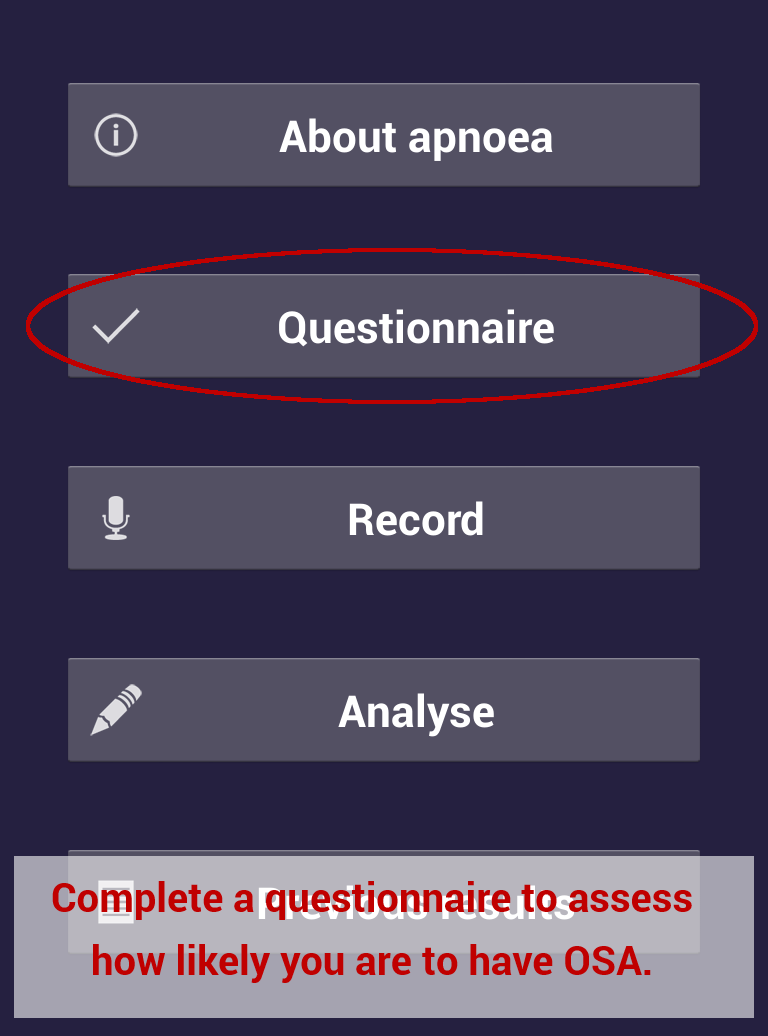 About apnoea
Questionnaire
Record
Analyse
Previous results
Complete a questionnaire to assess
how likely you are to have OSA.